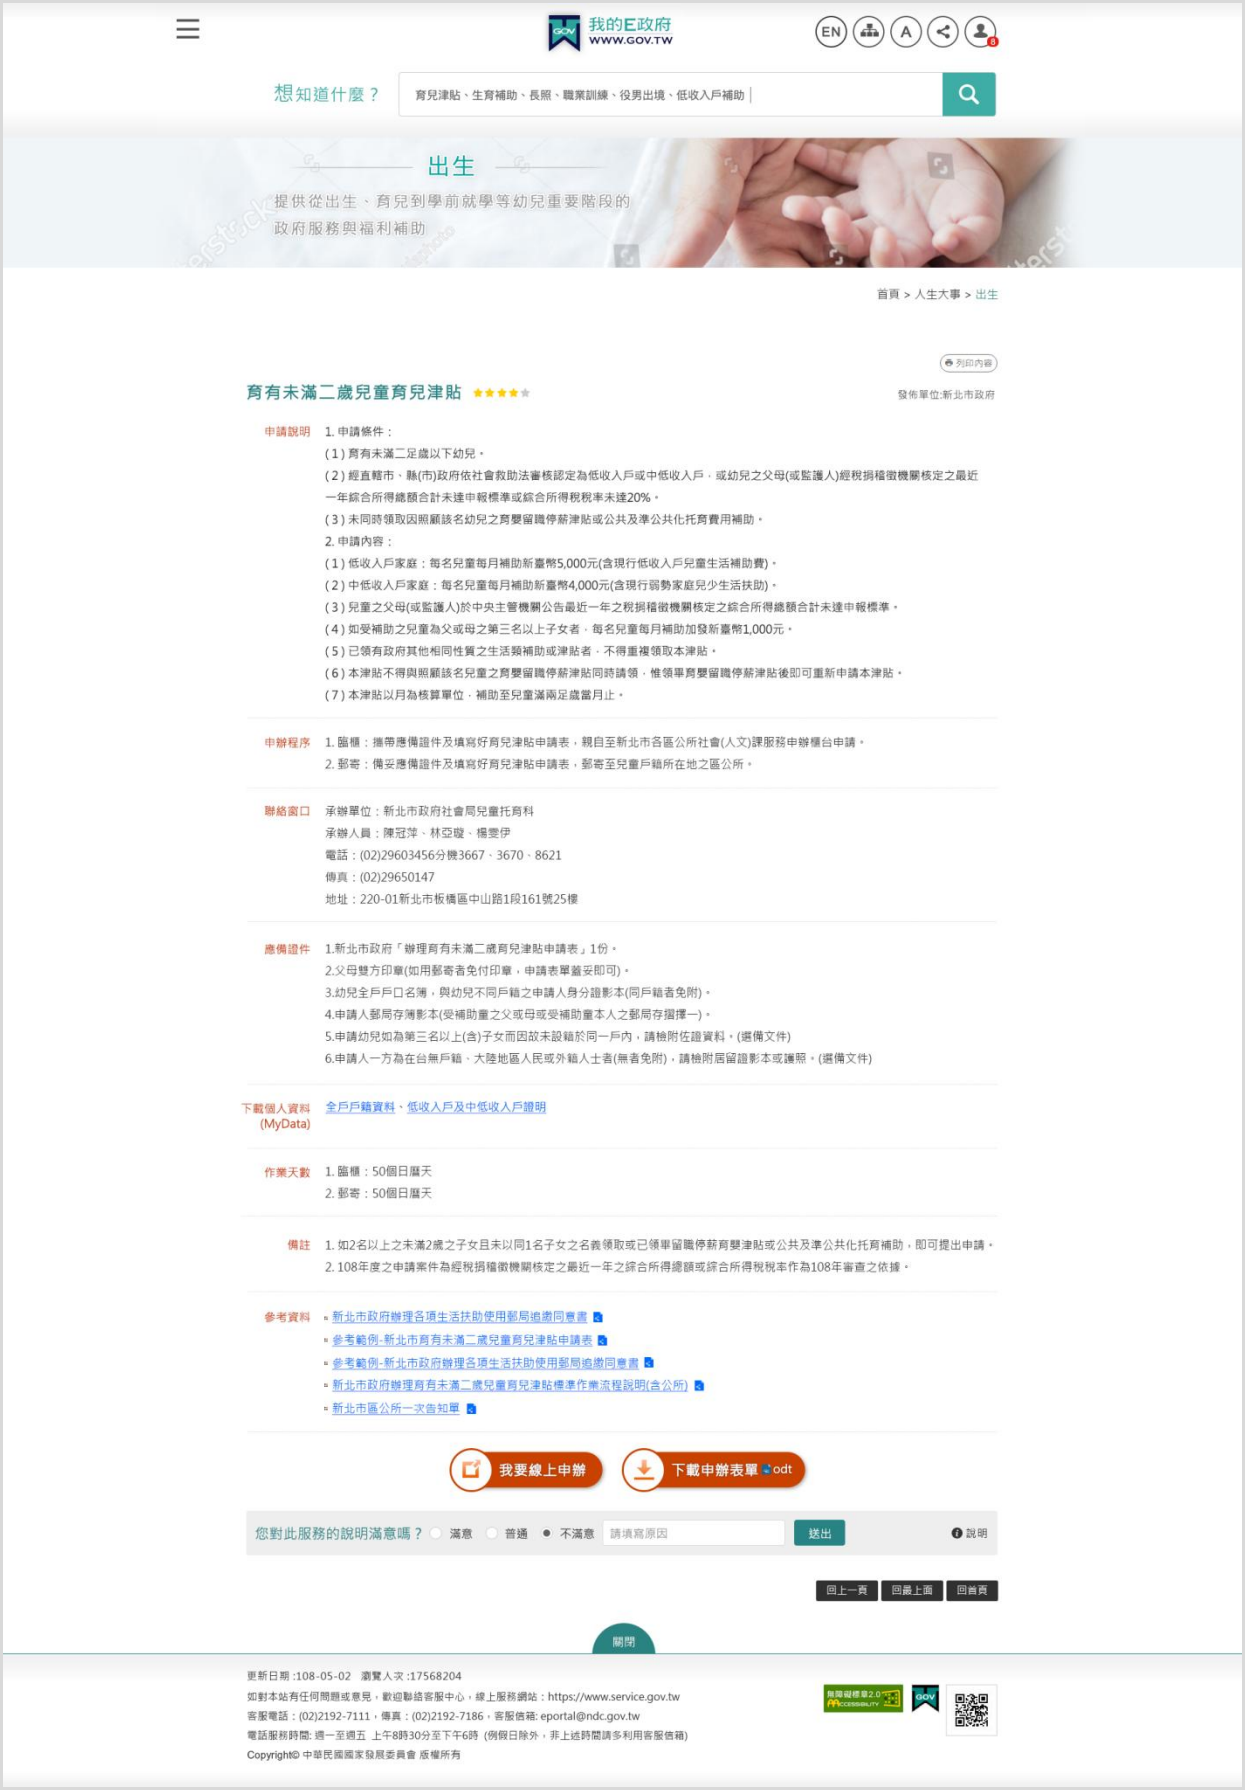 我的E政府
WWW.GOV.TW
GOV
EN
A
8
想知道什麼？
育兒津貼、生育補助、長照、職業訓練、役男出境、低收入戶補助
出生
提供從出生、育兒到學前就學等幼兒重要階段的
政府服務與福利補助
首頁 > 人生大事 > 出生
列印內容
育有未滿二歲兒童育兒津貼
發佈單位:新北市政府
申請說明
1. 申請條件：
( 1 ) 育有未滿二足歲以下幼兒。
( 2 ) 經直轄市、縣(市)政府依社會救助法審核認定為低收入戶或中低收入戶，或幼兒之父母(或監護人)經稅捐稽徵機關核定之最近
一年綜合所得總額合計未達申報標準或綜合所得稅稅率未達20%。
( 3 ) 未同時領取因照顧該名幼兒之育嬰留職停薪津貼或公共及準公共化托育費用補助。
2. 申請內容：
( 1 ) 低收入戶家庭：每名兒童每月補助新臺幣5,000元(含現行低收入戶兒童生活補助費)。
( 2 ) 中低收入戶家庭：每名兒童每月補助新臺幣4,000元(含現行弱勢家庭兒少生活扶助)。
( 3 ) 兒童之父母(或監護人)於中央主管機關公告最近一年之稅捐稽徵機關核定之綜合所得總額合計未達申報標準。
( 4 ) 如受補助之兒童為父或母之第三名以上子女者，每名兒童每月補助加發新臺幣1,000元。
( 5 ) 已領有政府其他相同性質之生活類補助或津貼者，不得重複領取本津貼。
( 6 ) 本津貼不得與照顧該名兒童之育嬰留職停薪津貼同時請領，惟領畢育嬰留職停薪津貼後即可重新申請本津貼。
( 7 ) 本津貼以月為核算單位，補助至兒童滿兩足歲當月止。
申辦程序
1. 臨櫃：攜帶應備證件及填寫好育兒津貼申請表，親自至新北市各區公所社會(人文)課服務申辦櫃台申請。
2. 郵寄：備妥應備證件及填寫好育兒津貼申請表，郵寄至兒童戶籍所在地之區公所。
聯絡窗口
承辦單位：新北市政府社會局兒童托育科
承辦人員：陳冠萍、林亞璇、楊雯伊
電話：(02)29603456分機3667、3670、8621
傳真：(02)29650147
地址：220-01新北市板橋區中山路1段161號25樓
應備證件
1.新北市政府「辦理育有未滿二歲育兒津貼申請表」1份。
2.父母雙方印章(如用郵寄者免付印章，申請表單蓋妥即可)。
3.幼兒全戶戶口名簿，與幼兒不同戶籍之申請人身分證影本(同戶籍者免附)。
4.申請人郵局存簿影本(受補助童之父或母或受補助童本人之郵局存摺擇一)。
5.申請幼兒如為第三名以上(含)子女而因故未設籍於同一戶內，請檢附佐證資料。(選備文件)
6.申請人一方為在台無戶籍、大陸地區人民或外籍人士者(無者免附)，請檢附居留證影本或護照。(選備文件)
下載個人資料
(MyData)
全戶戶籍資料、低收入戶及中低收入戶證明
作業天數
1. 臨櫃：50個日曆天
2. 郵寄：50個日曆天
備註
1. 如2名以上之未滿2歲之子女且未以同1名子女之名義領取或已領畢留職停薪育嬰津貼或公共及準公共化托育補助，即可提出申請。
2. 108年度之申請案件為經稅捐稽徵機關核定之最近一年之綜合所得總額或綜合所得稅稅率作為108年審查之依據。
參考資料
新北市政府辦理各項生活扶助使用郵局追繳同意書
參考範例-新北市育有未滿二歲兒童育兒津貼申請表
參考範例-新北市政府辦理各項生活扶助使用郵局追繳同意書
新北市政府辦理育有未滿二歲兒童育兒津貼標準作業流程說明(含公所)
新北市區公所一次告知單
我要線上申辦
下載申辦表單 odt
您對此服務的說明滿意嗎？ 滿意 普通 不滿意 請填寫原因 送出 說明
回上一頁 回最上面 回首頁
關閉
更新日期 :108-05-02 瀏覽人次 :17568204
如對本站有任何問題或意見，歡迎聯絡客服中心，線上服務網站：https://www.service.gov.tw
客服電話：(02)2192-7111，傳真：(02)2192-7186，客服信箱: eportal@ndc.gov.tw
電話服務時間: 週一至週五 上午8時30分至下午6時 (例假日除外，非上述時間請多利用客服信箱)
Copyright© 中華民國國家發展委員會 版權所有
無障礙標章2.0
AACCESSIBILITY
GOV